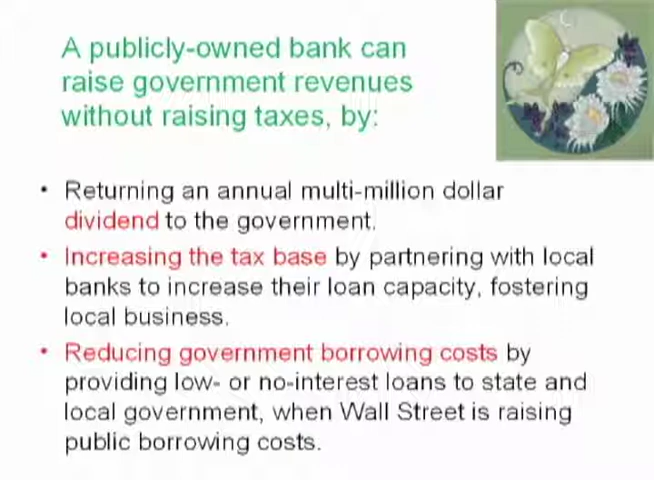 A publicly-owned bank can
raise government revenues
without raising taxes, by:
• Returning an annual multi-million dollar
dividend to the government.
• Increasing the tax base by partnering with local
banks to increase their loan capacity, fostering
local business.
• Reducing government borrowing costs by
providing low- or no-interest loans to state and
local government, when Wall Street is raising
public borrowing costs.